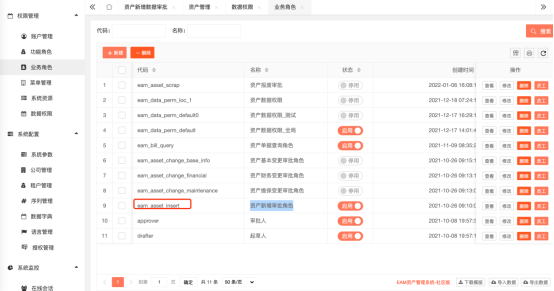 权限管理
账户管理
功能角色
业务角色
菜单管理
系统资源
数据权限
系统配置
系统参数
公司管理
租户管理
序列管理
数据字典
语言管理
授权管理
系统监控
在线会话
资产新增数据审批 资产管理 数据权限 业务角色
代码： 名称： 搜索
+ 新增 删除
代码 名称 状态 创建时间 操作
1 eam_asset_scrap 资产报废审批 停用 2022-01-06 16:08:1 查看 修改 删除 员工
2 eam_data_perm_loc_1 资产数据权限 停用 2021-12-18 07:24:1 查看 修改 删除 员工
3 eam_data_perm_default0 资产数据权限_测试 停用 2021-12-17 16:29:1 查看 修改 删除 员工
4 eam_data_perm_default 资产数据权限_全局 启用 2021-12-17 14:01:4 查看 修改 删除 员工
5 eam_bill_query 资产单据查询角色 启用 2021-11-09 08:35:2 查看 修改 删除 员工
6 eam_asset_change_base_info 资产基本变更审批角色 停用 2021-10-26 09:15:1 查看 修改 删除 员工
7 eam_asset_change_financial 资产财务变更审批角色 停用 2021-10-26 09:13:1 查看 修改 删除 员工
8 eam_asset_change_maintenance 资产维保变更审批角色 停用 2021-10-26 09:13:0 查看 修改 删除 员工
9 eam_asset_insert 资产新增审批角色 启用 2021-10-26 09:10:0 查看 修改 删除 员工
10 approver 审批人 启用 2021-10-08 19:57:3 查看 修改 删除 员工
11 drafter 起草人 启用 2021-10-08 19:57:1 查看 修改 删除 员工
1 到第 1 页 确定 共 11 条 50 条/页
EAM资产管理系统-社区版 下载模版 导入数据 导出数据